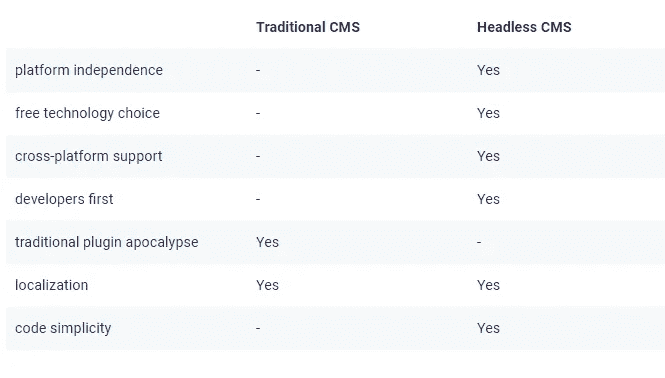 Traditional CMS Headless CMS
platform independence - Yes
free technology choice - Yes
cross-platform support - Yes
developers first - Yes
traditional plugin apocalypse Yes -
localization Yes Yes
code simplicity - Yes